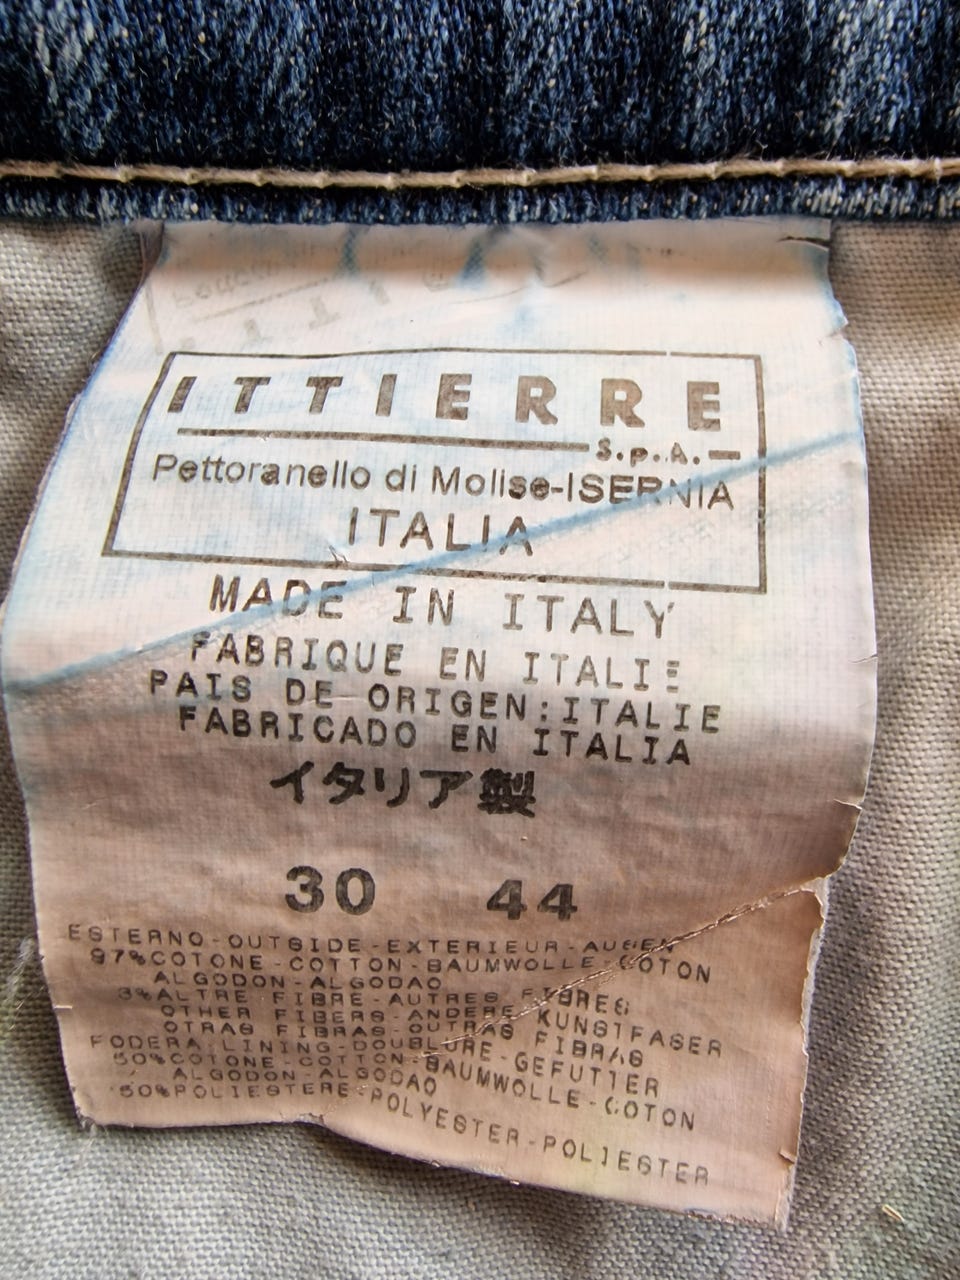 ITTIERRE
S.p.A.
Pettoranello di Molise-ISERNIA
ITALIA
MADE IN ITALY
FABRIQUE EN ITALIE
PAIS DE ORIGEN:ITALIE
FABRICADO EN ITALIA
イタリア製
30 44
ESTERNO-OUTSIDE-EXTERIEUR-AUßEN
97%COTONE-COTTON-BAUMWOLLE-COTON
ALGODON-ALGODAO
3%ALTRE FIBRE-AUTRES FIBRES
OTHER FIBERS-ANDERE KUNSTFASER
OTRAS FIBRAS-OUTRAS FIBRAS
FODERA-LINING-DOUBLURE-GEFUTTER
50%COTONE-COTTON-BAUMWOLLE-COTON
ALGODON-ALGODAO
50%POLIESTERE-POLYESTER-POLIESTER